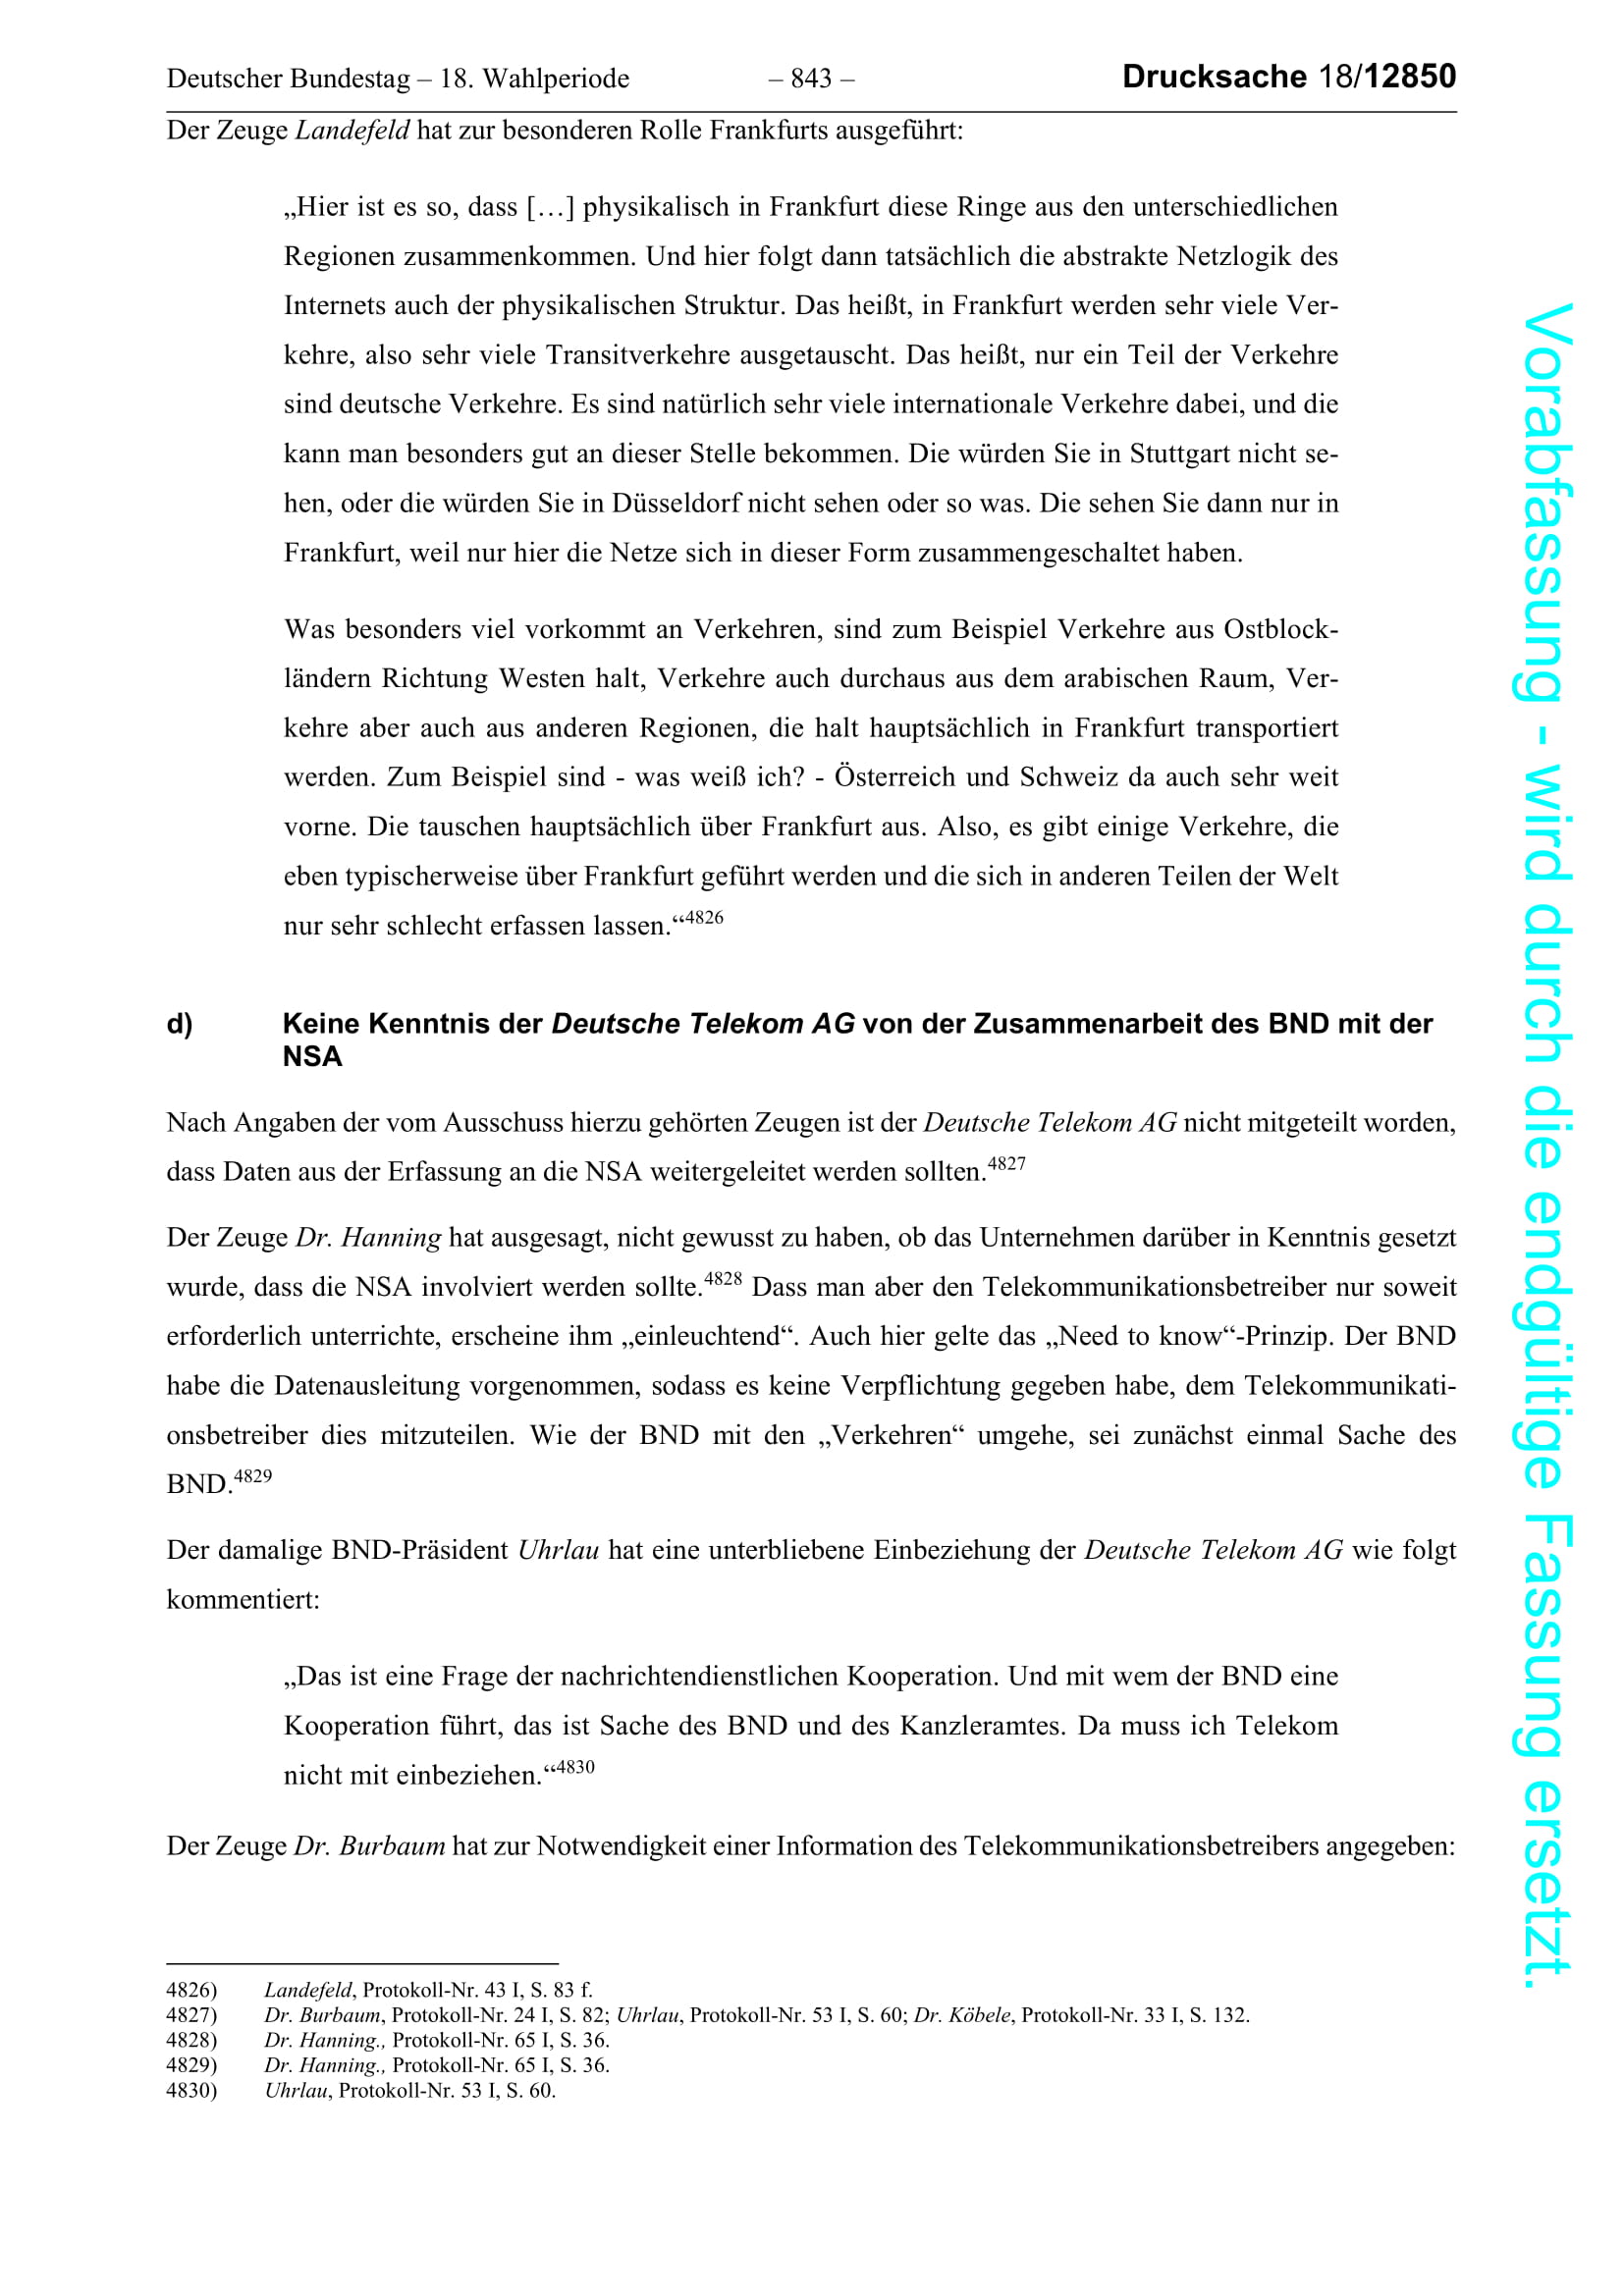 Deutscher Bundestag – 18. Wahlperiode – 843 – Drucksache 18/12850
Der Zeuge Landefeld hat zur besonderen Rolle Frankfurts ausgeführt:
„Hier ist es so, dass […] physikalisch in Frankfurt diese Ringe aus den unterschiedlichen
Regionen zusammenkommen. Und hier folgt dann tatsächlich die abstrakte Netzlogik des
Internets auch der physikalischen Struktur. Das heißt, in Frankfurt werden sehr viele Ver-
kehre, also sehr viele Transitverkehre ausgetauscht. Das heißt, nur ein Teil der Verkehre
sind deutsche Verkehre. Es sind natürlich sehr viele internationale Verkehre dabei, und die
kann man besonders gut an dieser Stelle bekommen. Die würden Sie in Stuttgart nicht se-
hen, oder die würden Sie in Düsseldorf nicht sehen oder so was. Die sehen Sie dann nur in
Frankfurt, weil nur hier die Netze sich in dieser Form zusammengeschaltet haben.
Was besonders viel vorkommt an Verkehren, sind zum Beispiel Verkehre aus Ostblock-
ländern Richtung Westen halt, Verkehre auch durchaus aus dem arabischen Raum, Ver-
kehre aber auch aus anderen Regionen, die halt hauptsächlich in Frankfurt transportiert
werden. Zum Beispiel sind - was weiß ich? - Österreich und Schweiz da auch sehr weit
vorne. Die tauschen hauptsächlich über Frankfurt aus. Also, es gibt einige Verkehre, die
eben typischerweise über Frankfurt geführt werden und die sich in anderen Teilen der Welt
nur sehr schlecht erfassen lassen.“4826
d) Keine Kenntnis der Deutsche Telekom AG von der Zusammenarbeit des BND mit der
NSA
Nach Angaben der vom Ausschuss hierzu gehörten Zeugen ist der Deutsche Telekom AG nicht mitgeteilt worden,
dass Daten aus der Erfassung an die NSA weitergeleitet werden sollten.4827
Der Zeuge Dr. Hanning hat ausgesagt, nicht gewusst zu haben, ob das Unternehmen darüber in Kenntnis gesetzt
wurde, dass die NSA involviert werden sollte.4828 Dass man aber den Telekommunikationsbetreiber nur soweit
erforderlich unterrichte, erscheine ihm „einleuchtend“. Auch hier gelte das „Need to know“-Prinzip. Der BND
habe die Datenausleitung vorgenommen, sodass es keine Verpflichtung gegeben habe, dem Telekommunikati-
onsbetreiber dies mitzuteilen. Wie der BND mit den „Verkehren“ umgehe, sei zunächst einmal Sache des
BND.4829
Der damalige BND-Präsident Uhrlau hat eine unterbliebene Einbeziehung der Deutsche Telekom AG wie folgt
kommentiert:
„Das ist eine Frage der nachrichtendienstlichen Kooperation. Und mit wem der BND eine
Kooperation führt, das ist Sache des BND und des Kanzleramtes. Da muss ich Telekom
nicht mit einbeziehen.“4830
Der Zeuge Dr. Burbaum hat zur Notwendigkeit einer Information des Telekommunikationsbetreibers angegeben:
4826) Landefeld, Protokoll-Nr. 43 I, S. 83 f.
4827) Dr. Burbaum, Protokoll-Nr. 24 I, S. 82; Uhrlau, Protokoll-Nr. 53 I, S. 60; Dr. Köbele, Protokoll-Nr. 33 I, S. 132.
4828) Dr. Hanning., Protokoll-Nr. 65 I, S. 36.
4829) Dr. Hanning., Protokoll-Nr. 65 I, S. 36.
4830) Uhrlau, Protokoll-Nr. 53 I, S. 60.
Vorabfassung - wird durch die endgültige Fassung ersetzt.